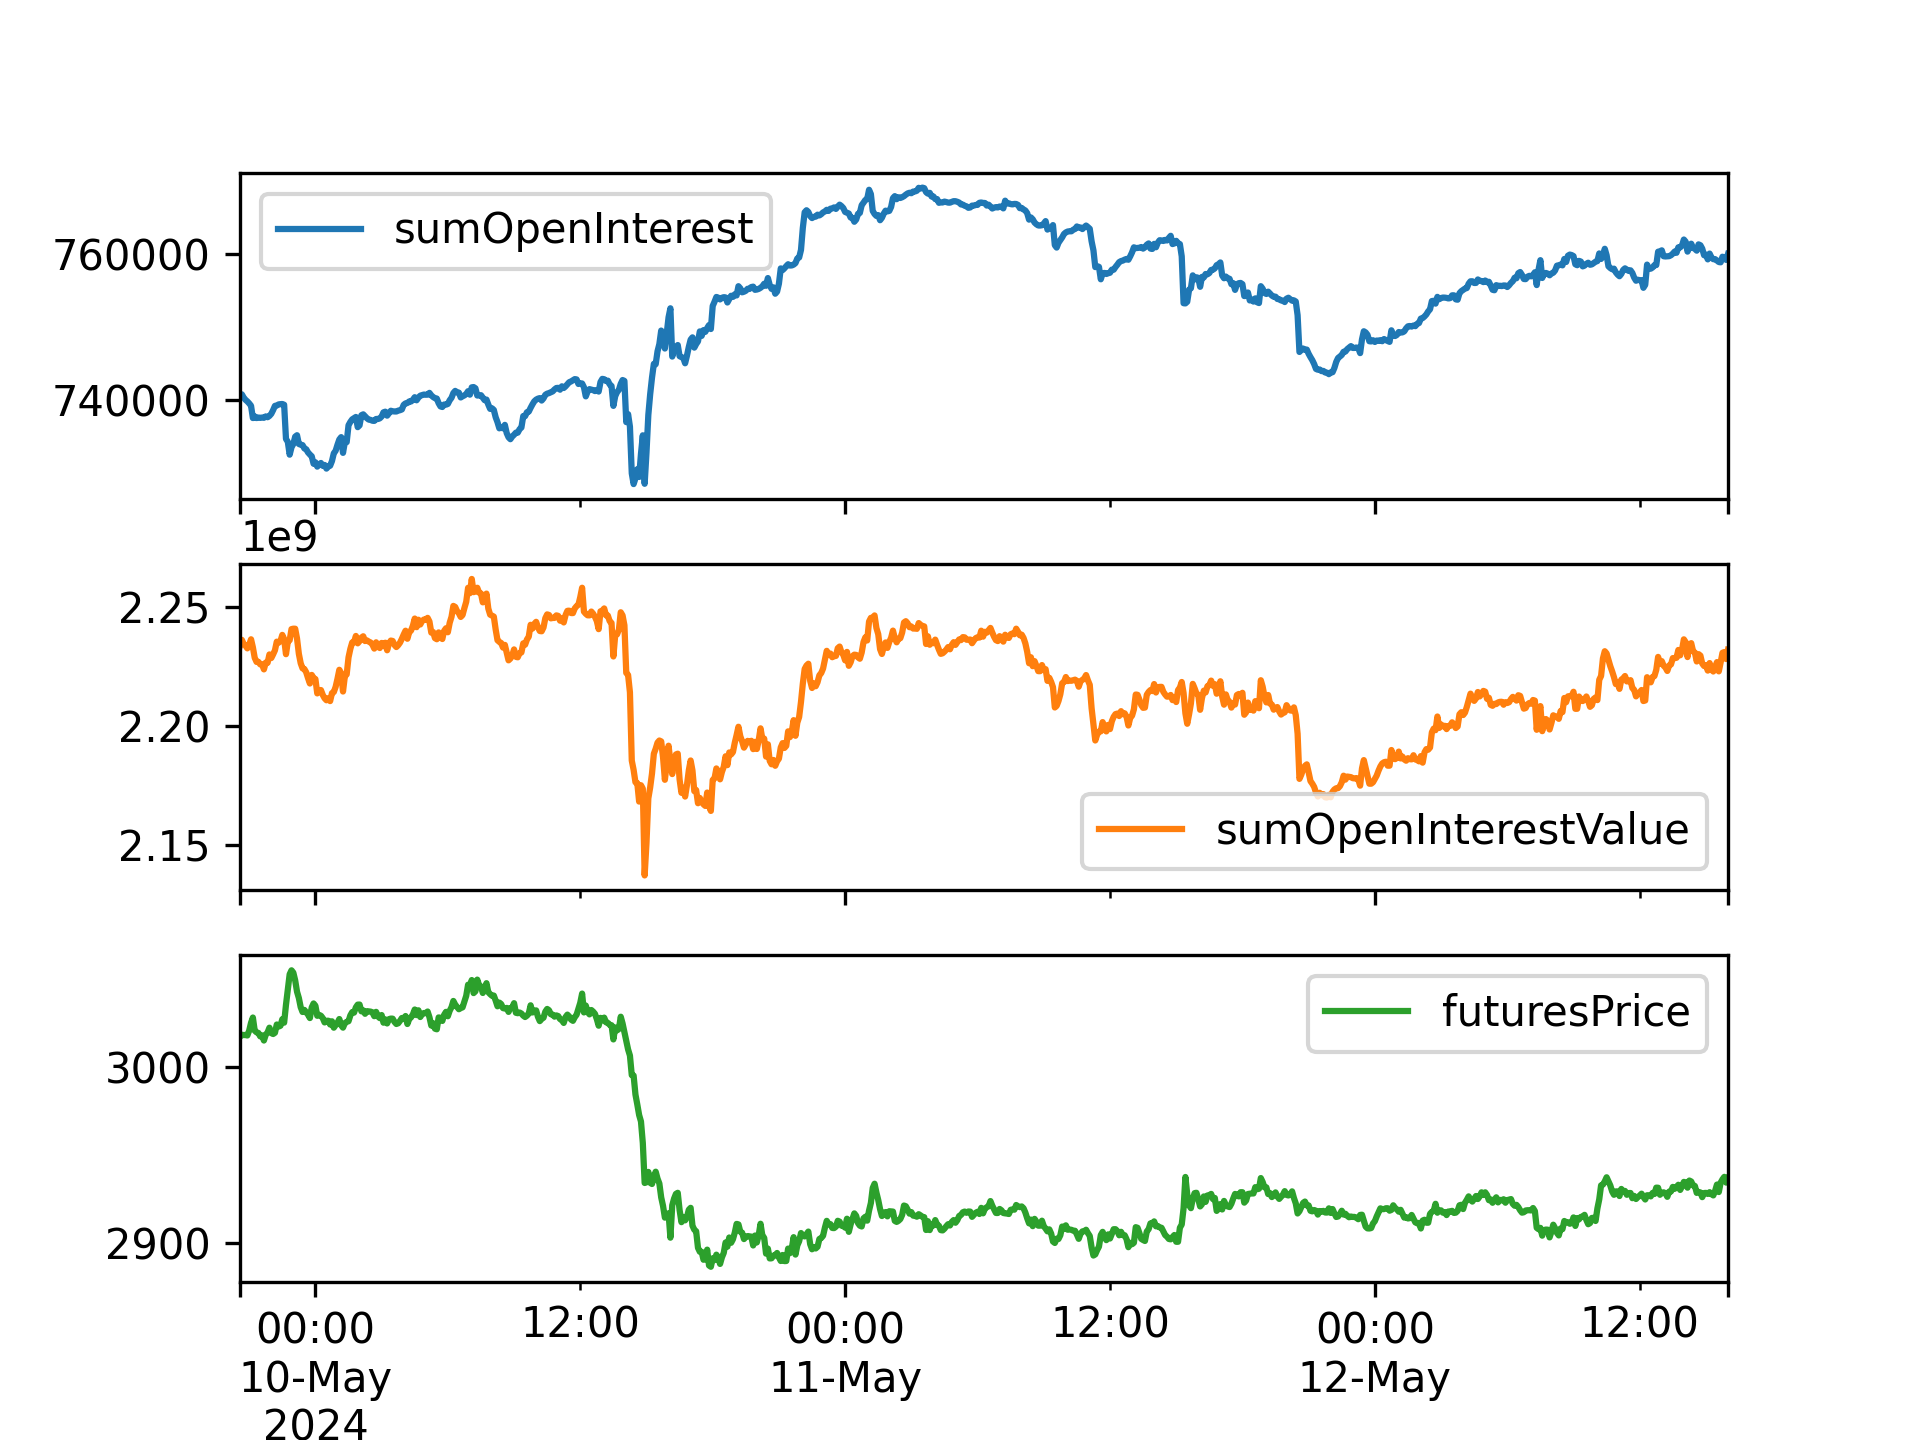 sumOpenInterest
760000
740000
1e9
2.25
2.20
2.15
sumOpenInterestValue
futuresPrice
3000
2900
00:00 12:00 00:00 12:00 00:00 12:00
10-May 11-May 12-May
2024